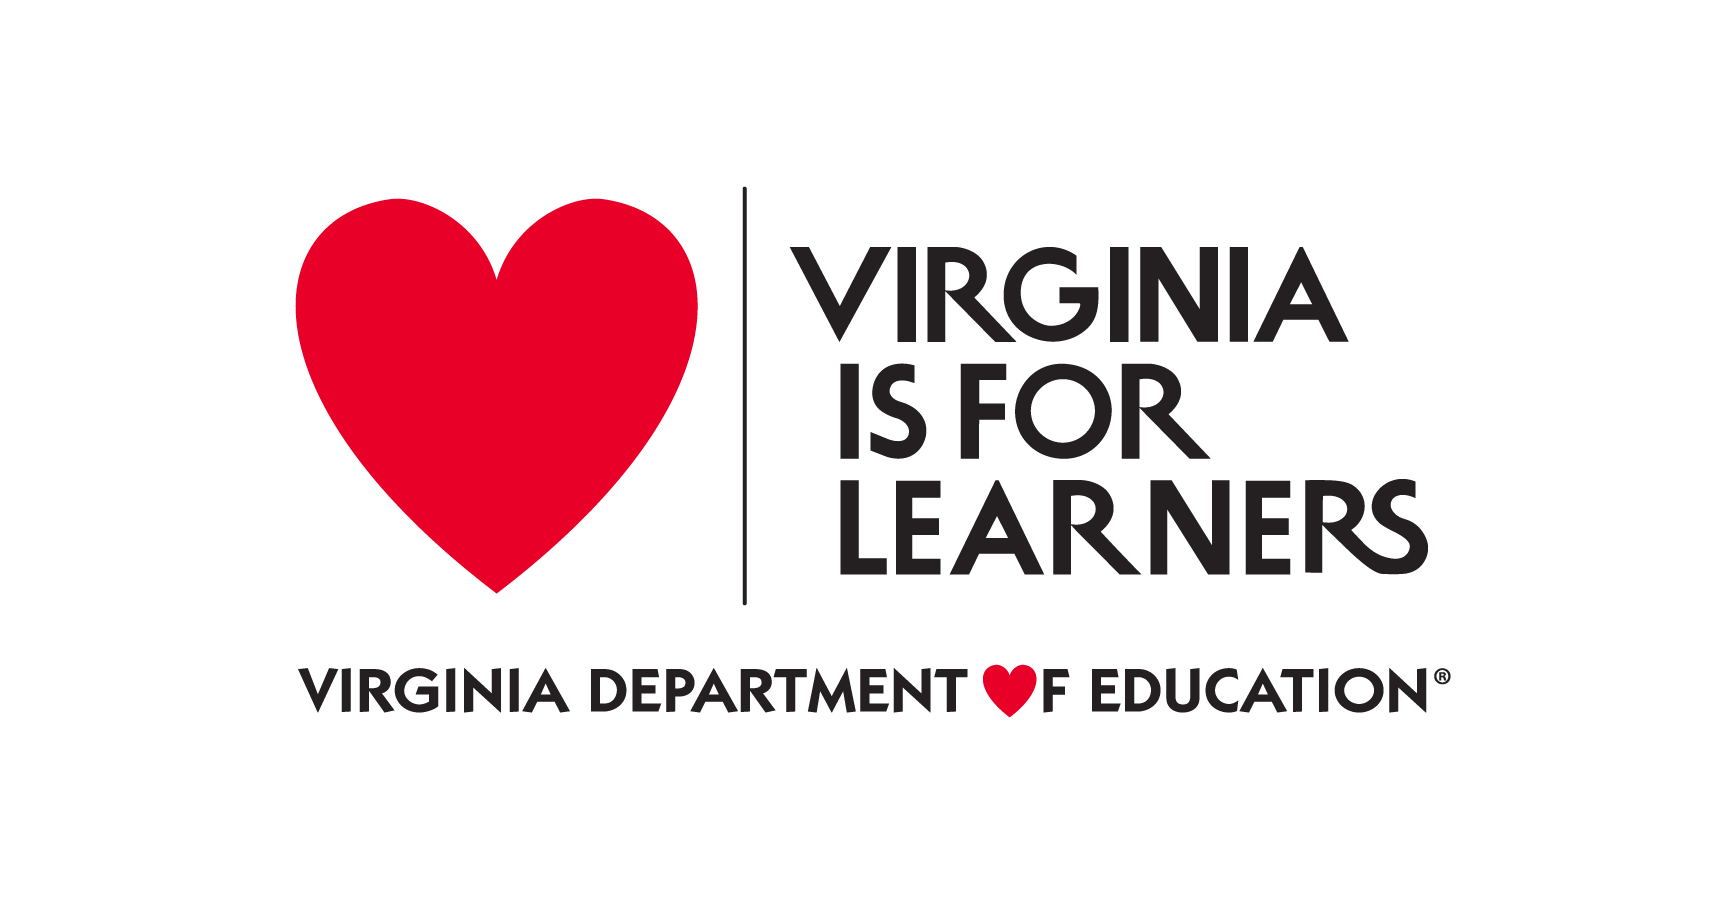 VIRGINIA
IS FOR
LEARNERS
VIRGINIA DEPARTMENT ♥F EDUCATION®